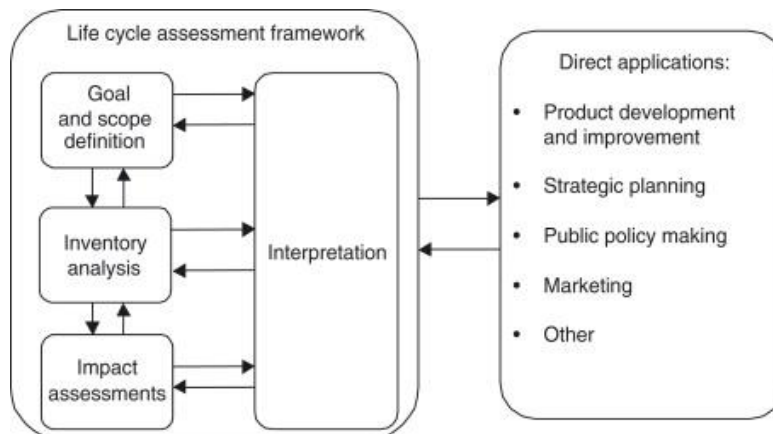 Life cycle assessment framework
Goal
and scope
definition
Inventory
analysis
Impact
assessments
Interpretation
Direct applications:
• Product development
and improvement
• Strategic planning
• Public policy making
• Marketing
• Other